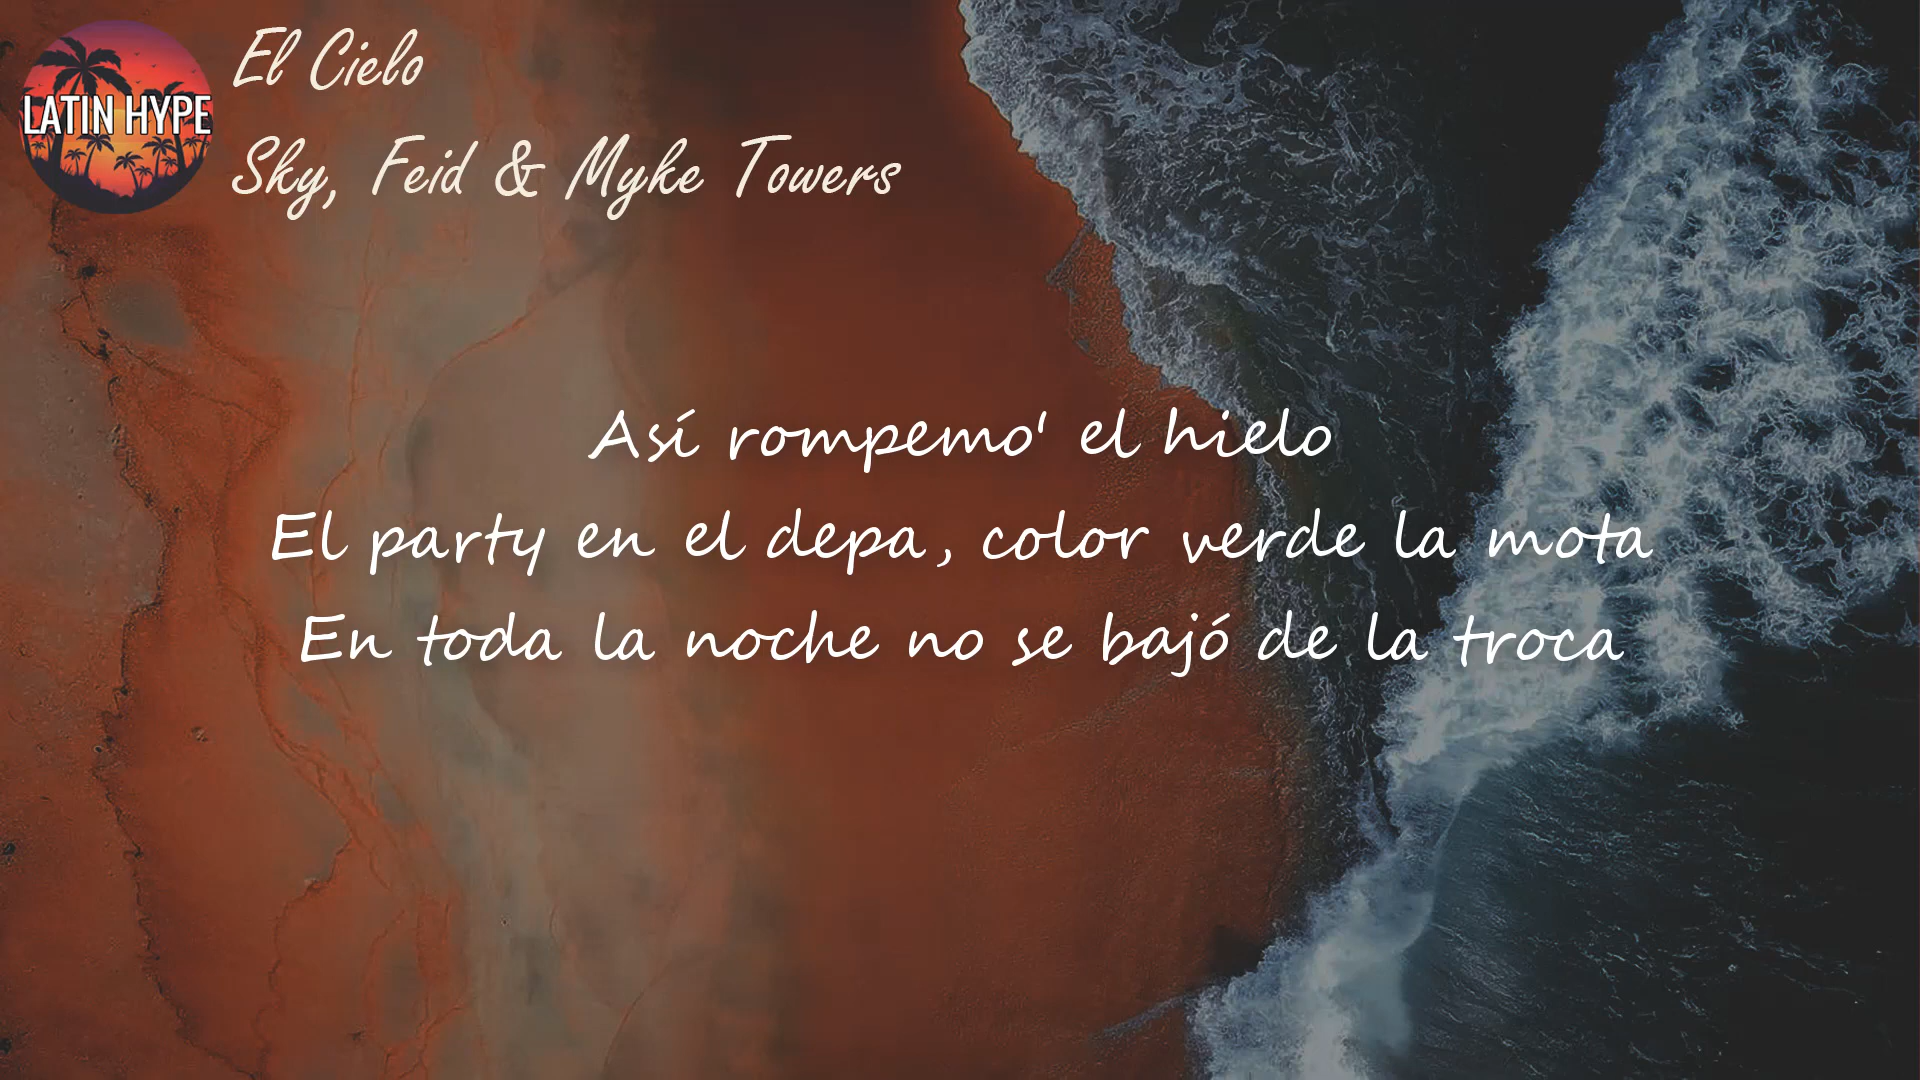 LATIN HYPE
El Cielo
Sky, Feid & Myke Towers
Así rompemo' el hielo
El party en el depa, color verde la mota
En toda la noche no se bajó de la troca